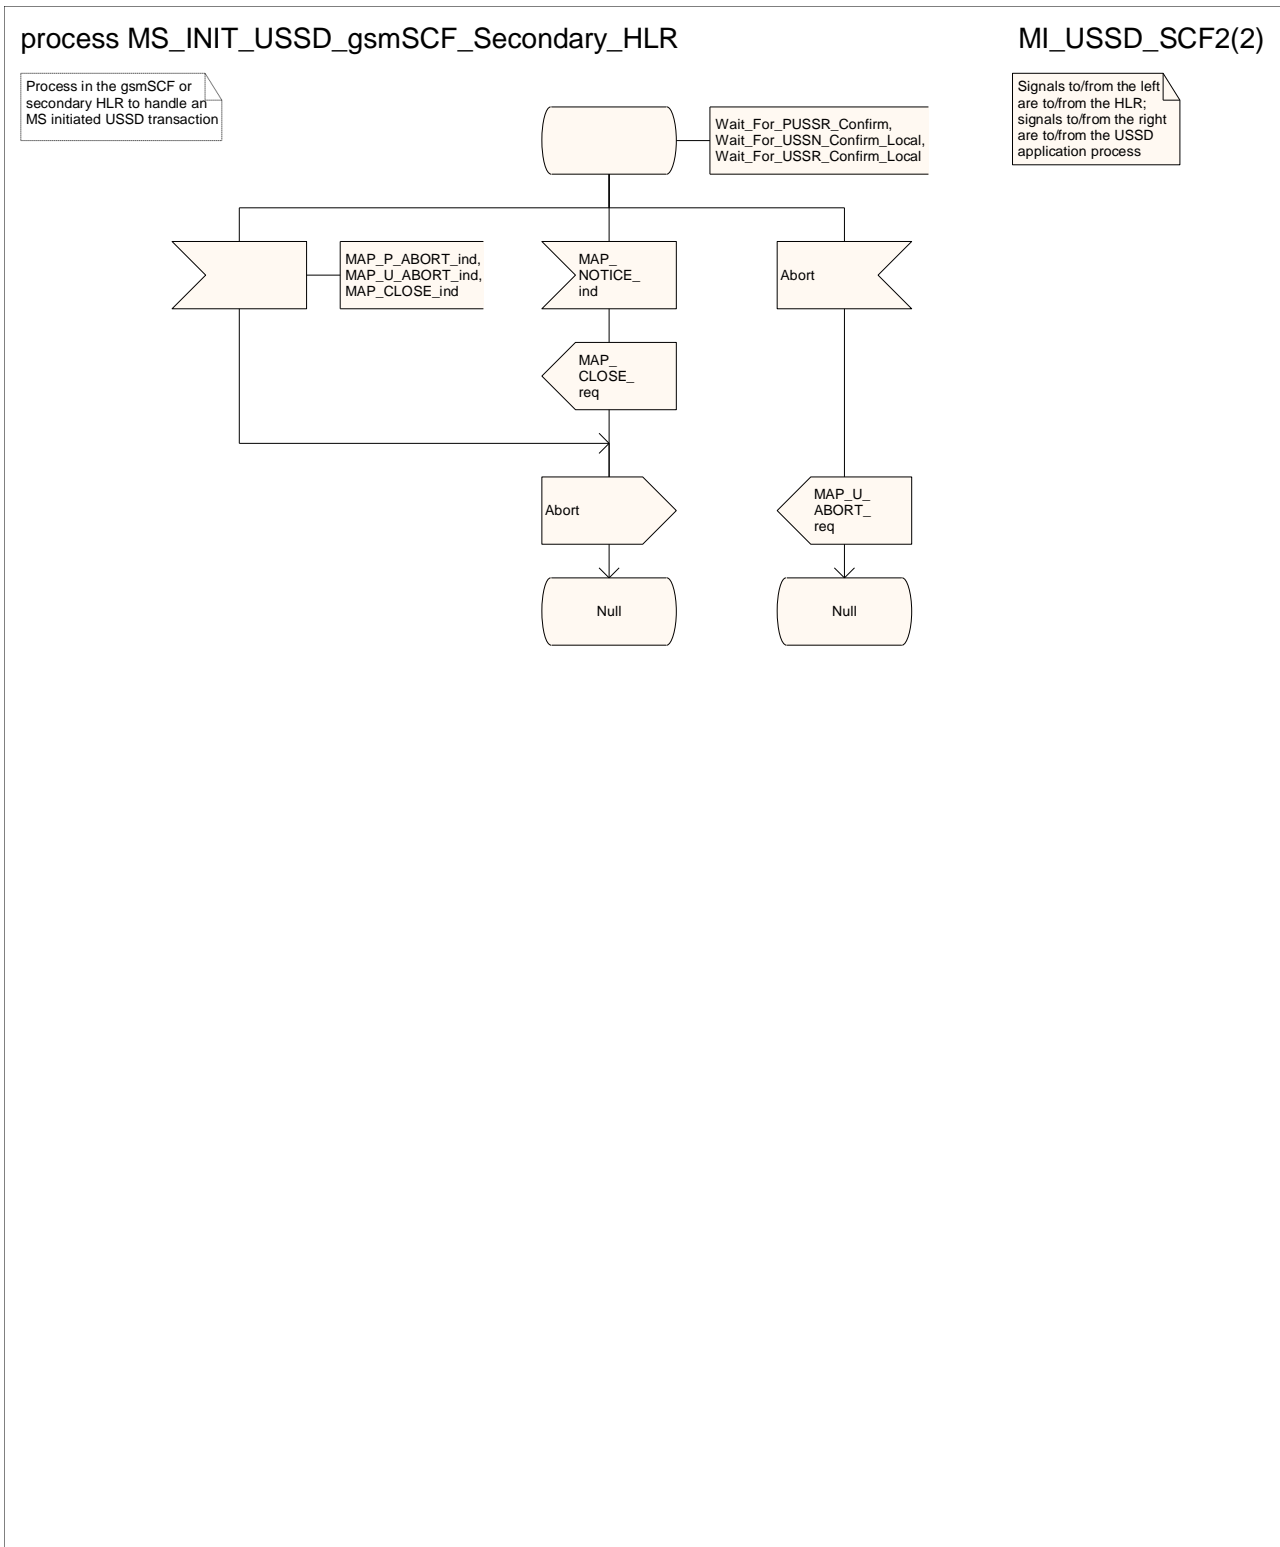 process MS_INIT_USSD_gsmSCF_Secondary_HLR
MI_USSD_SCF2(2)
Process in the gsmSCF or
secondary HLR to handle an
MS initiated USSD transaction
Signals to/from the left
are to/from the HLR;
signals to/from the right
are to/from the USSD
application process
Wait_For_PUSSR_Confirm,
Wait_For_USSN_Confirm_Local,
Wait_For_USSR_Confirm_Local
MAP_P_ABORT_ind,
MAP_U_ABORT_ind,
MAP_CLOSE_ind
MAP_
NOTICE_
ind
Abort
MAP_
CLOSE_
req
Abort
MAP_U_
ABORT_
req
Null
Null